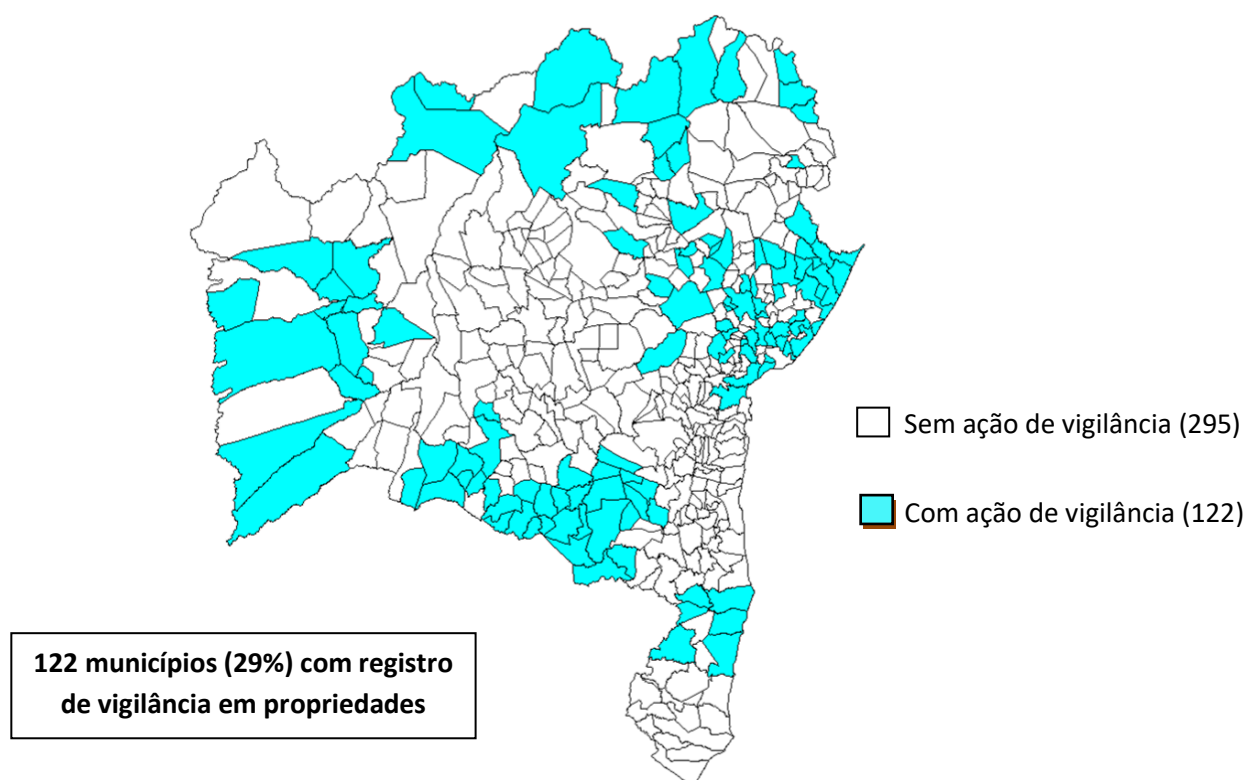 Sem ação de vigilância (295)
Com ação de vigilância (122)
122 municípios (29%) com registro
de vigilância em propriedades